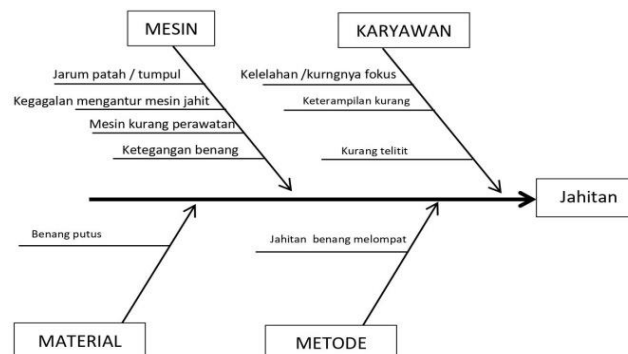 MESIN
KARYAWAN
Jarum patah / tumpul
Kegagalan mengantur mesin jahit
Mesin kurang perawatan
Ketegangan benang
Kelelahan /kurngnya fokus
Keterampilan kurang
Kurang telitit
Jahitan
Benang putus
Jahitan benang melompat
MATERIAL
METODE